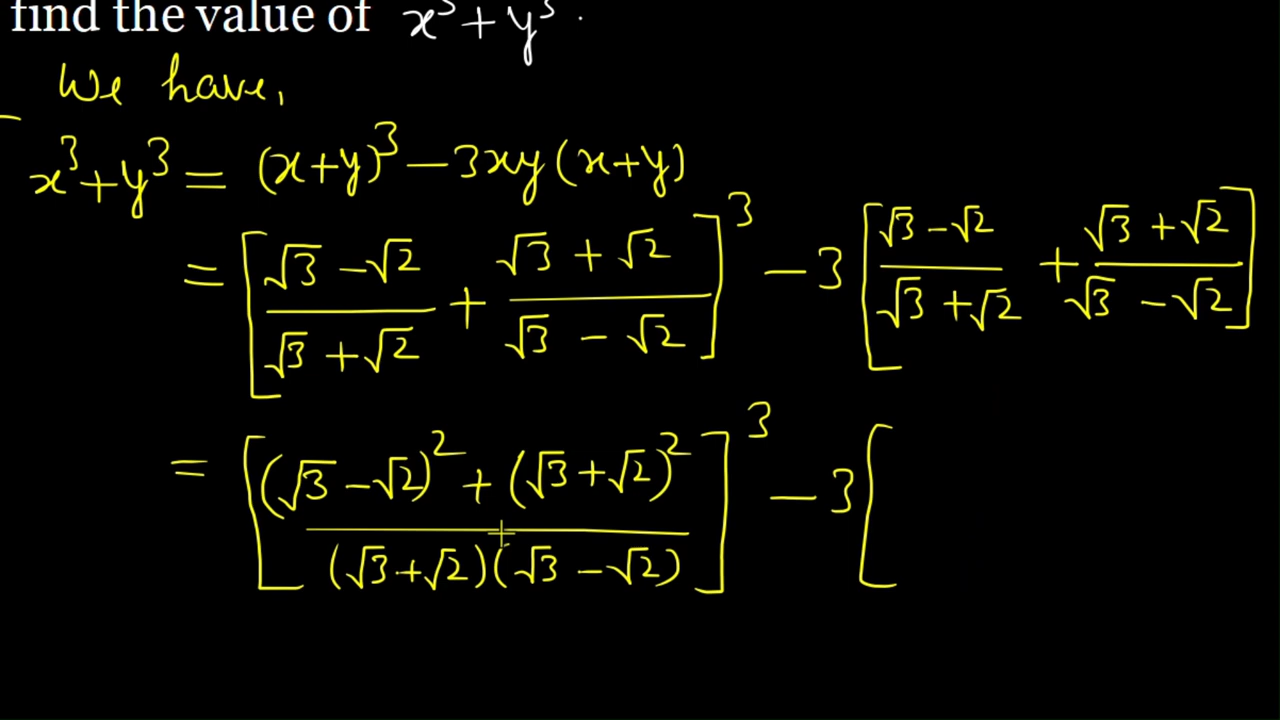 find the value of x³ + y³.
We have,
x³+y³ = (x+y)³ − 3xy(x+y)
= [(√3 −√2)/(√3 +√2) + (√3 + √2)/(√3 − √2)]³ − 3[(√3 −√2)/(√3 +√2) + (√3 +√2)/(√3 −√2)]
= [((√3 −√2)² + (√3 +√2)²)/((√3+√2)(√3 −√2))]³ − 3[